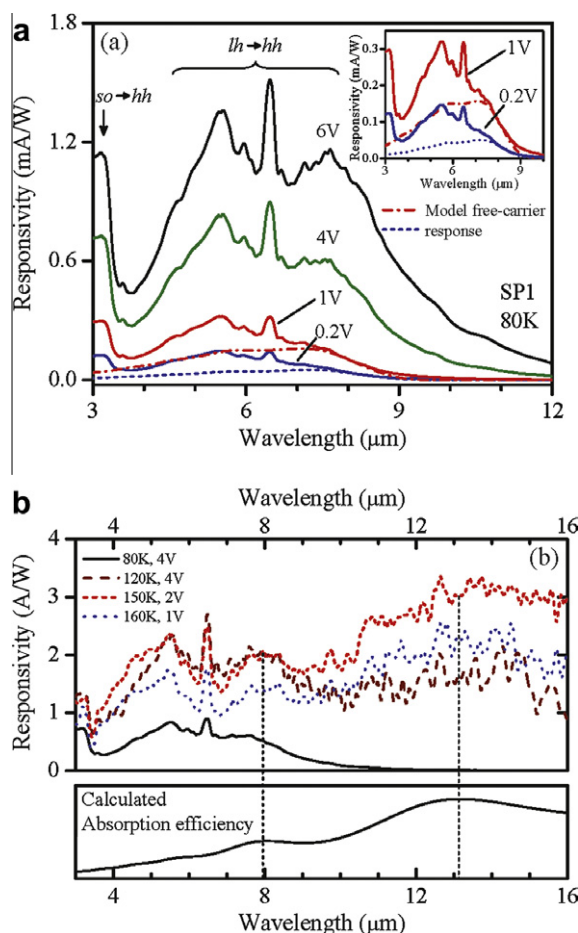 a
(a)
1.8
1.2
0.6
0.0
Responsivity (mA/W)
so→hh
lh→hh
6V
4V
1V
0.2V
0.3
0.2
0.1
0.0
Responsivity (mA/W)
1V
0.2V
3 6 9
Wavelength (μm)
Model free-carrier
response
SP1
80K
3 6 9 12
Wavelength (μm)
b
Wavelength (μm)
4 8 12 16
(b)
4
3
2
1
0
Responsivity (A/W)
80K, 4V
120K, 4V
150K, 2V
160K, 1V
Calculated
Absorption efficiency
4 8 12 16
Wavelength (μm)